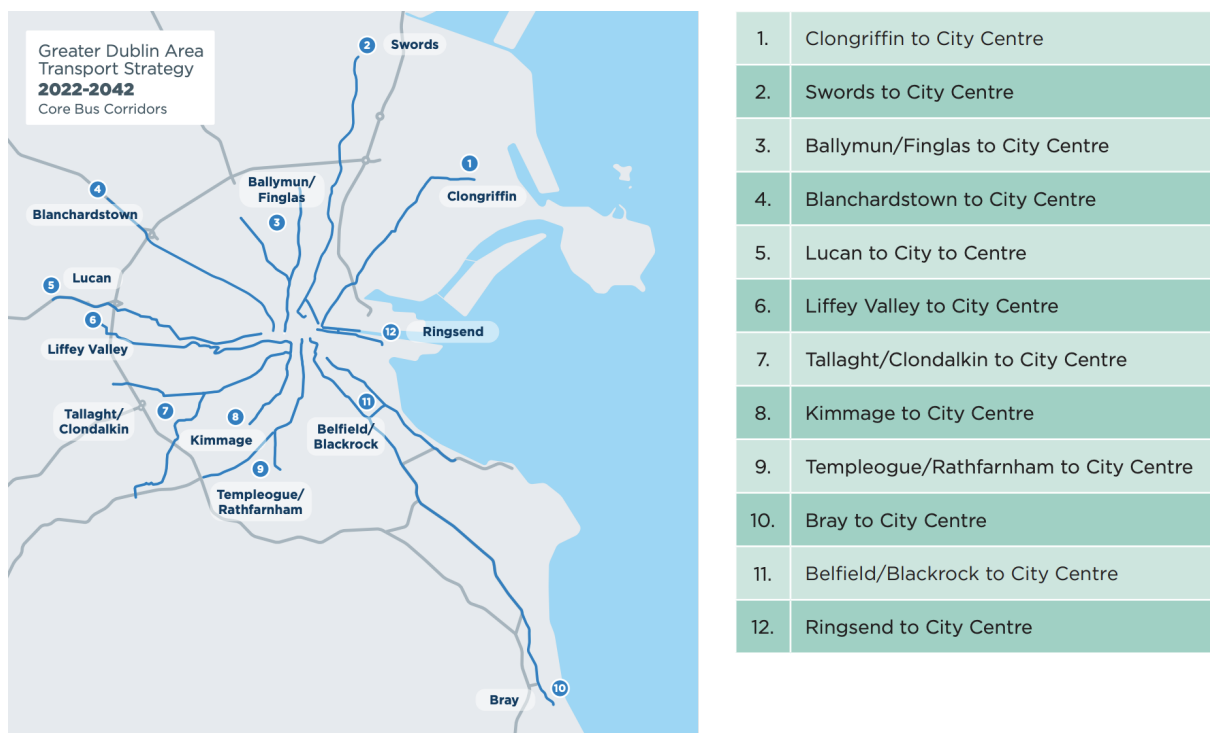 Greater Dublin Area
Transport Strategy
2022-2042
Core Bus Corridors
2 Swords
1
Clongriffin
Ballymun/
Finglas
3
4
Blanchardstown
Lucan
5
6
Liffey Valley
12 Ringsend
Tallaght/
Clondalkin
7
8
Kimmage
11
Belfield/
Blackrock
9
Templeogue/
Rathfarnham
Bray
10
1. Clongriffin to City Centre
2. Swords to City Centre
3. Ballymun/Finglas to City Centre
4. Blanchardstown to City Centre
5. Lucan to City to Centre
6. Liffey Valley to City Centre
7. Tallaght/Clondalkin to City Centre
8. Kimmage to City Centre
9. Templeogue/Rathfarnham to City Centre
10. Bray to City Centre
11. Belfield/Blackrock to City Centre
12. Ringsend to City Centre